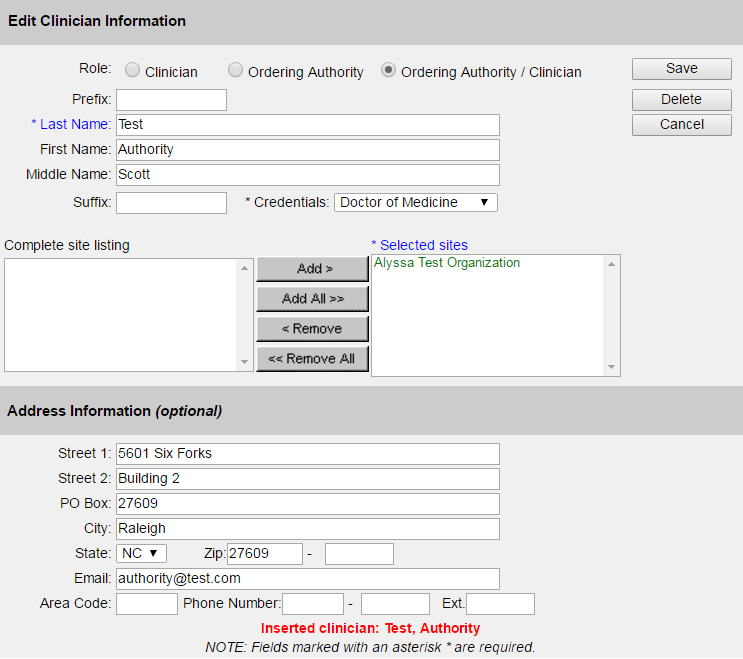 Edit Clinician Information
Role: Clinician Ordering Authority Ordering Authority / Clinician Save
Prefix: Delete
* Last Name: Test Cancel
First Name: Authority
Middle Name: Scott
Suffix: * Credentials: Doctor of Medicine
Complete site listing * Selected sites
Alyssa Test Organization
Add >
Add All >>
< Remove
<< Remove All
Address Information (optional)
Street 1: 5601 Six Forks
Street 2: Building 2
PO Box: 27609
City: Raleigh
State: NC Zip: 27609 -
Email: authority@test.com
Area Code: Phone Number: - Ext.
Inserted clinician: Test, Authority
NOTE: Fields marked with an asterisk * are required.